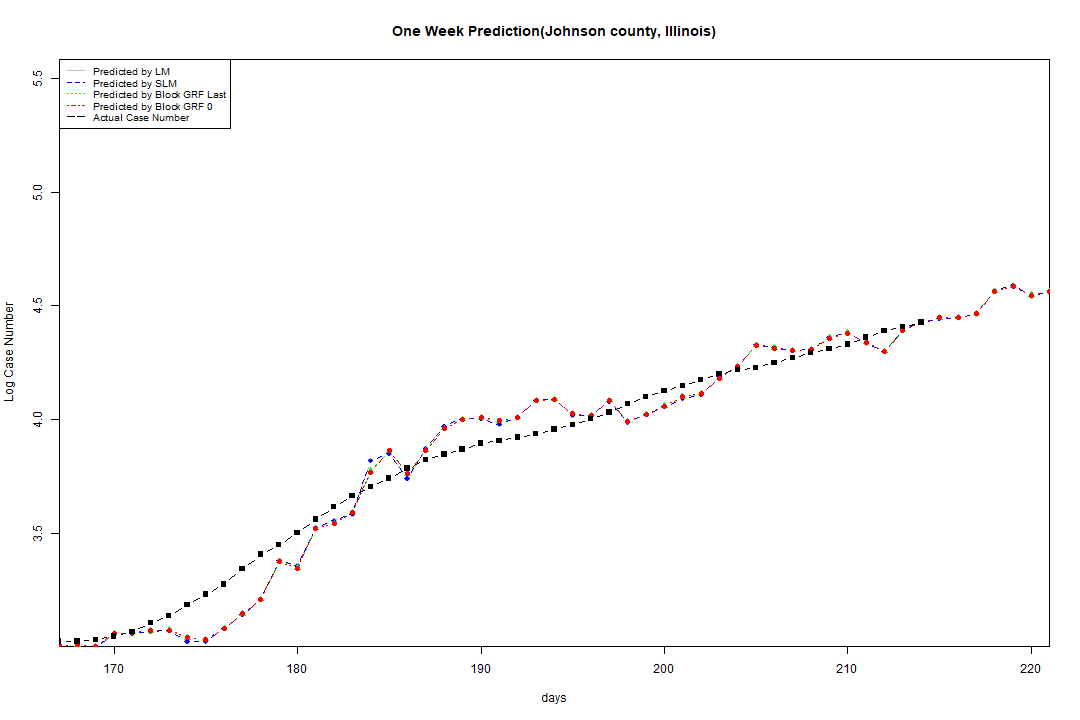 One Week Prediction(Johnson county, Illinois)
Predicted by LM
Predicted by SLM
Predicted by Block GRF Last
Predicted by Block GRF 0
Actual Case Number
5.5
5.0
4.5
4.0
3.5
Log Case Number
170 180 190 200 210 220
days